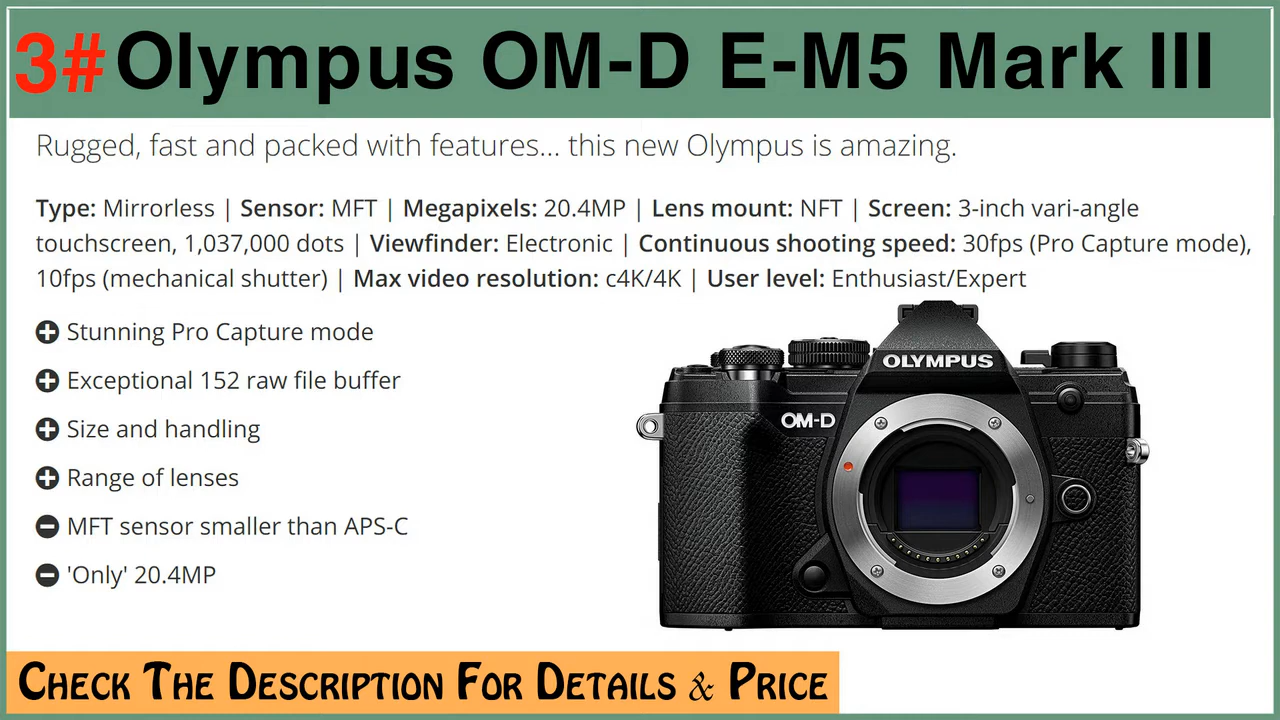 3# Olympus OM-D E-M5 Mark III
Rugged, fast and packed with features... this new Olympus is amazing.
Type: Mirrorless | Sensor: MFT | Megapixels: 20.4MP | Lens mount: NFT | Screen: 3-inch vari-angle
touchscreen, 1,037,000 dots | Viewfinder: Electronic | Continuous shooting speed: 30fps (Pro Capture mode),
10fps (mechanical shutter) | Max video resolution: c4K/4K | User level: Enthusiast/Expert
Stunning Pro Capture mode
Exceptional 152 raw file buffer
Size and handling
Range of lenses
MFT sensor smaller than APS-C
'Only' 20.4MP
OLYMPUS
OM-D
Check The Description For Details & Price